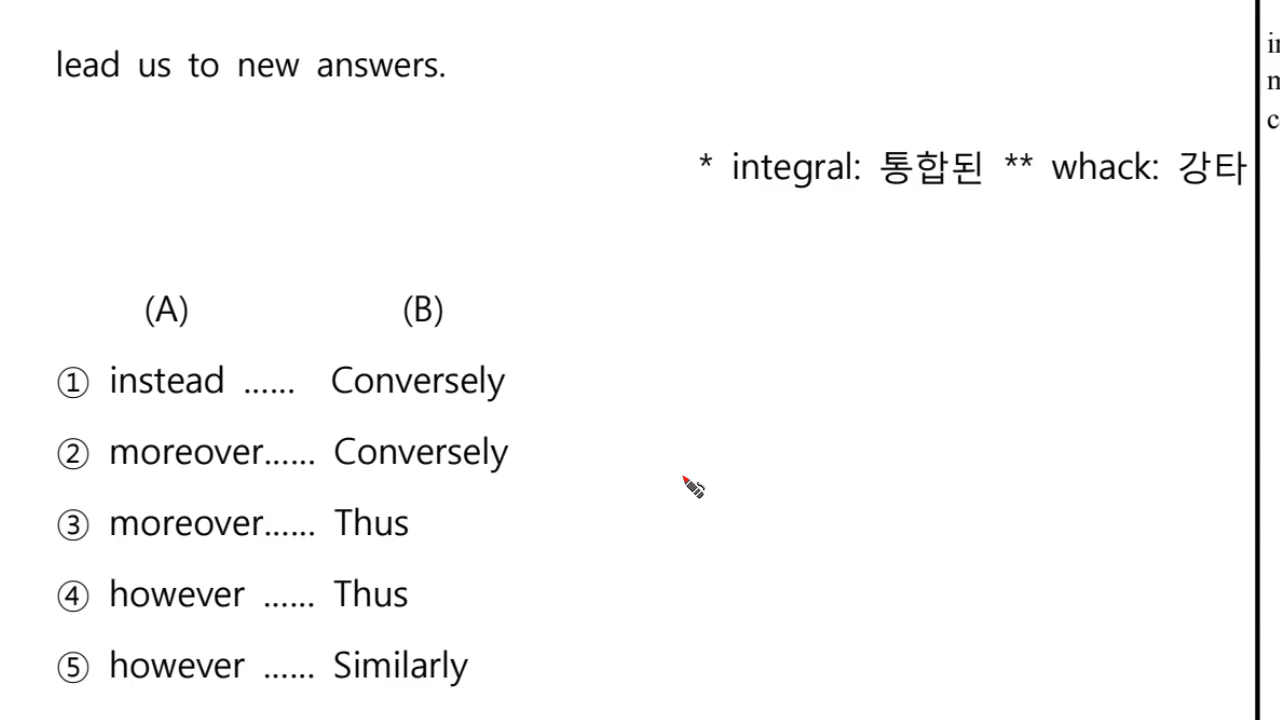 lead us to new answers.
* integral: 통합된 ** whack: 강타
(A) (B)
① instead ...... Conversely
② moreover...... Conversely
③ moreover...... Thus
④ however ...... Thus
⑤ however ...... Similarly